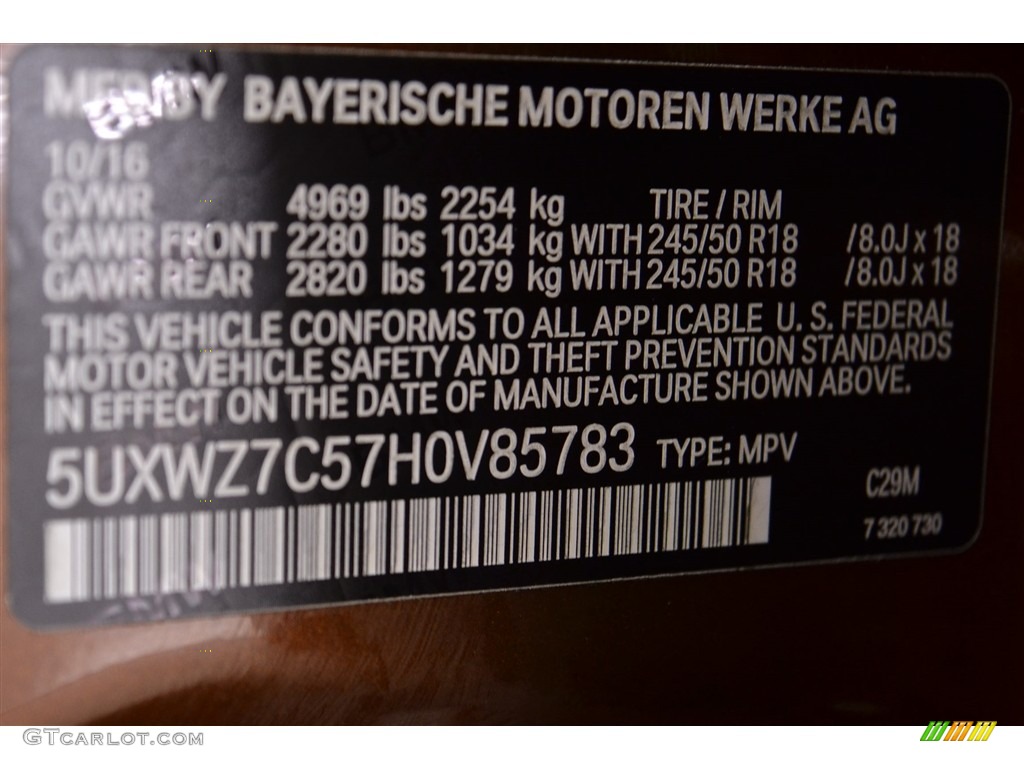 MFD BY BAYERISCHE MOTOREN WERKE AG
10/16
GVWR 4969 lbs 2254 kg TIRE / RIM
GAWR FRONT 2280 lbs 1034 kg WITH 245/50 R18 /8.0J x 18
GAWR REAR 2820 lbs 1279 kg WITH 245/50 R18 /8.0J x 18
THIS VEHICLE CONFORMS TO ALL APPLICABLE U. S. FEDERAL
MOTOR VEHICLE SAFETY AND THEFT PREVENTION STANDARDS
IN EFFECT ON THE DATE OF MANUFACTURE SHOWN ABOVE.
5UXWZ7C57H0V85783 TYPE: MPV
C29M
7 320 730
GTCarlot.com